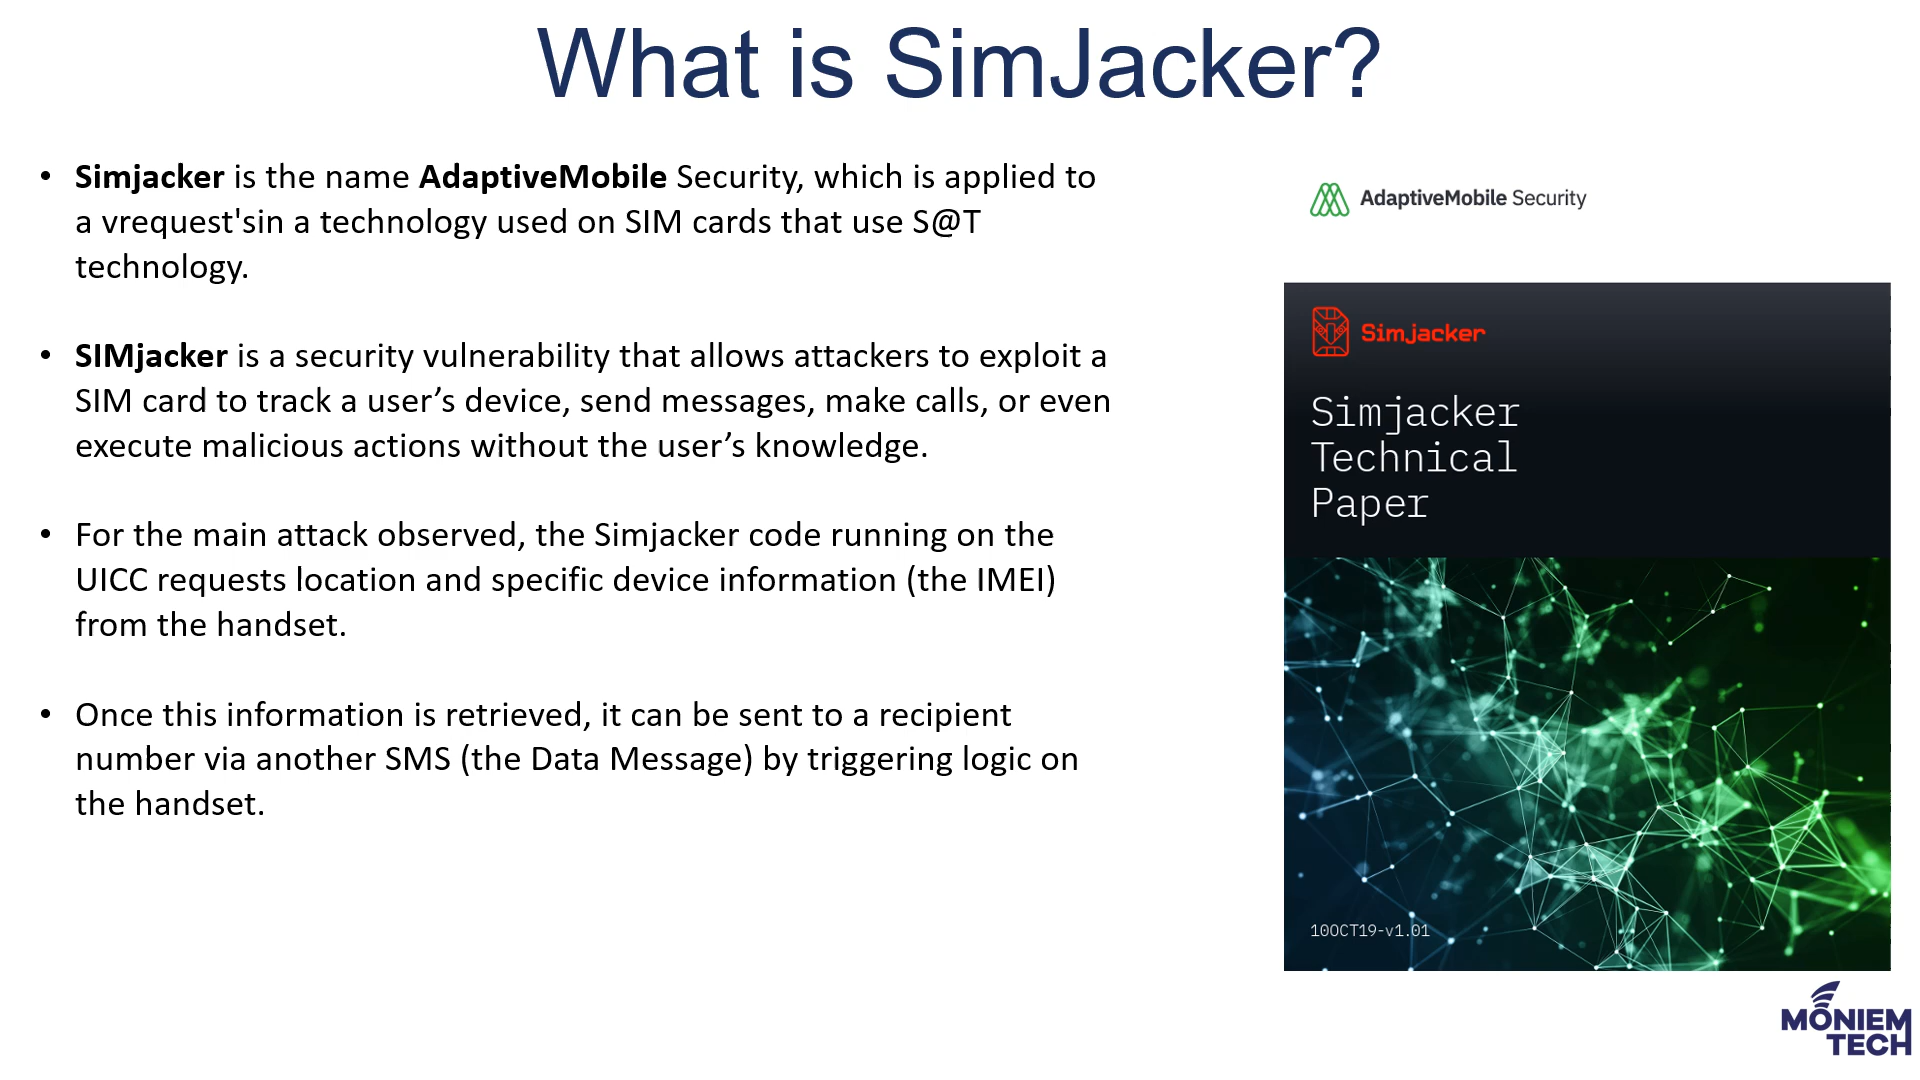 What is SimJacker?
• Simjacker is the name AdaptiveMobile Security, which is applied to
a vrequest'sin a technology used on SIM cards that use S@T
technology.
• SIMjacker is a security vulnerability that allows attackers to exploit a
SIM card to track a user’s device, send messages, make calls, or even
execute malicious actions without the user’s knowledge.
• For the main attack observed, the Simjacker code running on the
UICC requests location and specific device information (the IMEI)
from the handset.
• Once this information is retrieved, it can be sent to a recipient
number via another SMS (the Data Message) by triggering logic on
the handset.
AdaptiveMobile Security
Simjacker
Simjacker
Technical
Paper
10OCT19-v1.01
MONIEM
TECH